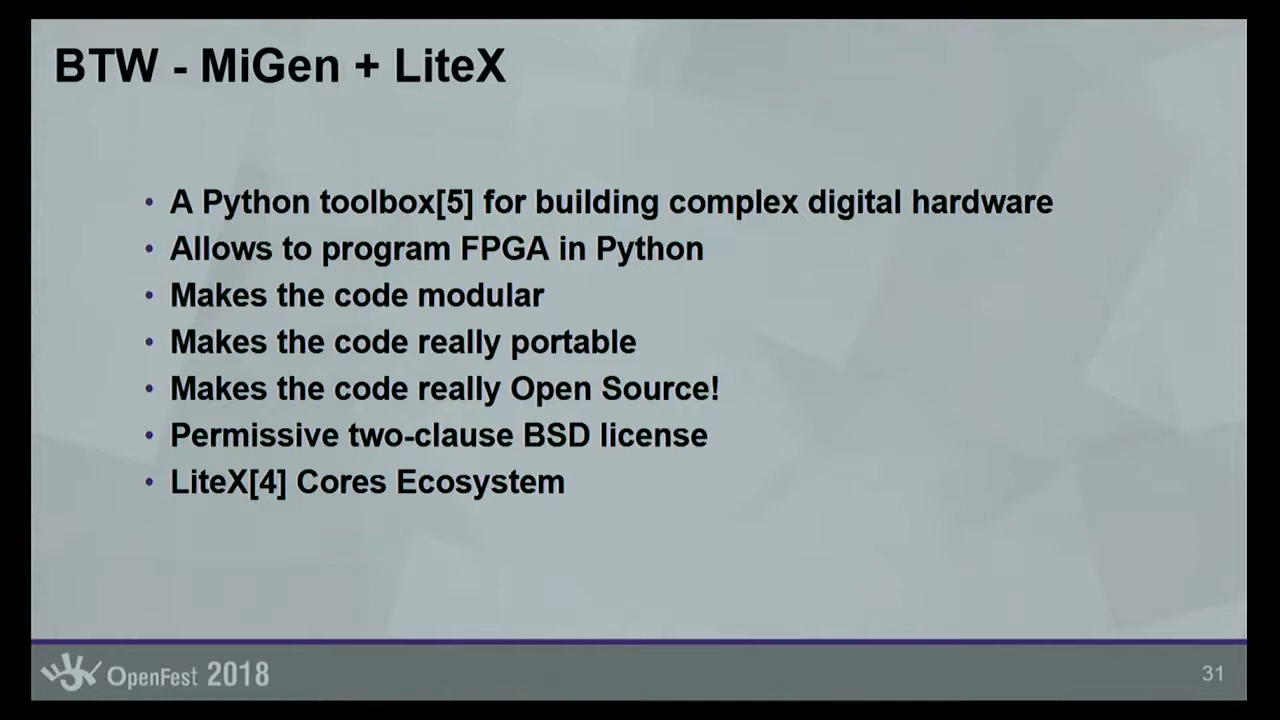 BTW - MiGen + LiteX
• A Python toolbox[5] for building complex digital hardware
• Allows to program FPGA in Python
• Makes the code modular
• Makes the code really portable
• Makes the code really Open Source!
• Permissive two-clause BSD license
• LiteX[4] Cores Ecosystem
OpenFest 2018
31